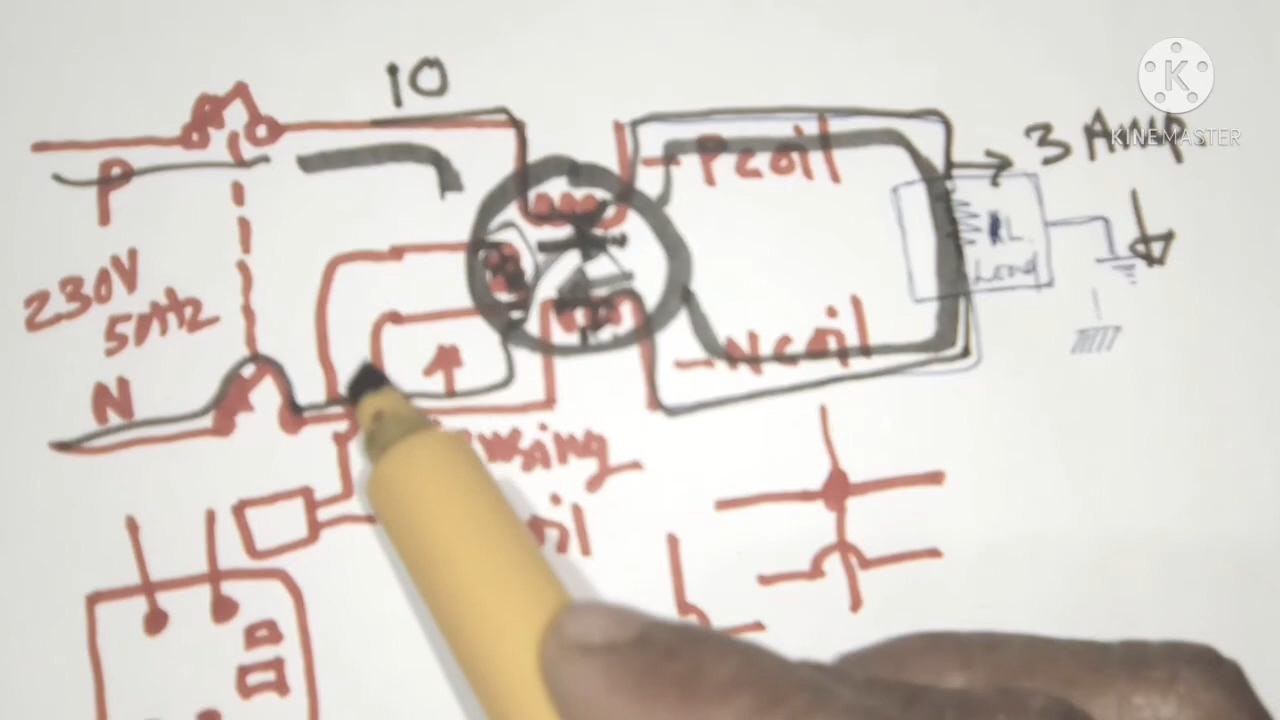 10
K
KINEMASTER
3 Amp
P
P coil
RL
Load
230V
50Hz
N coil
N